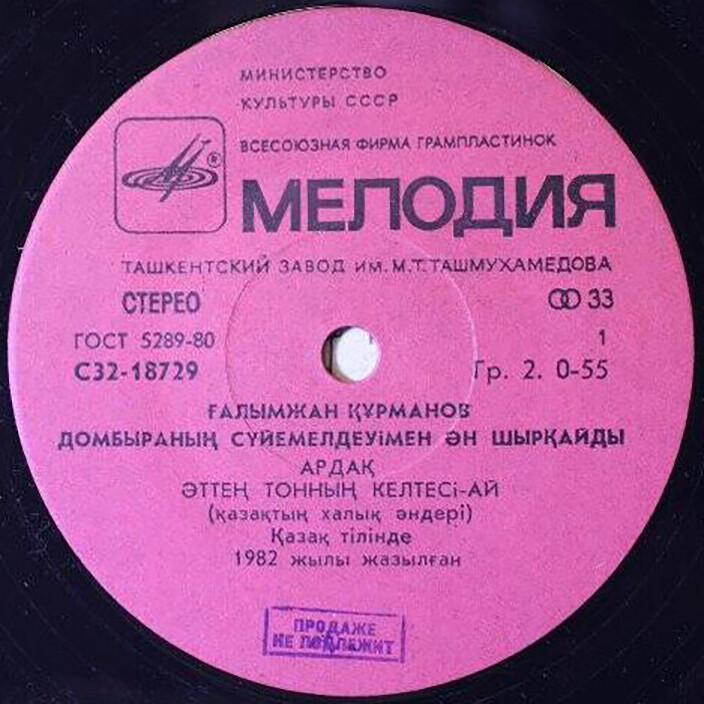 МИНИСТЕРСТВО
КУЛЬТУРЫ СССР
ВСЕСОЮЗНАЯ ФИРМА ГРАМПЛАСТИНОК
®
МЕЛОДИЯ
ТАШКЕНТСКИЙ ЗАВОД ИМ. М.Т.ТАШМУХАМЕДОВА
СТЕРЕО 33
ГОСТ 5289-80 1
С32-18729 Гр. 2. 0-55
ҒАЛЫМЖАН ҚҰРМАНОВ
ДОМБЫРАНЫҢ СҮЙЕМЕЛДЕУіМЕН ӘН ШЫРҚАЙДЫ
АРДАҚ
ӘТТЕҢ ТОННЫҢ КЕЛТЕСі-АЙ
(қазақтың халық әндері)
Қазақ тілінде
1982 жылы жазылған
ПРОДАЖЕ
НЕ ПОДЛЕЖИТ